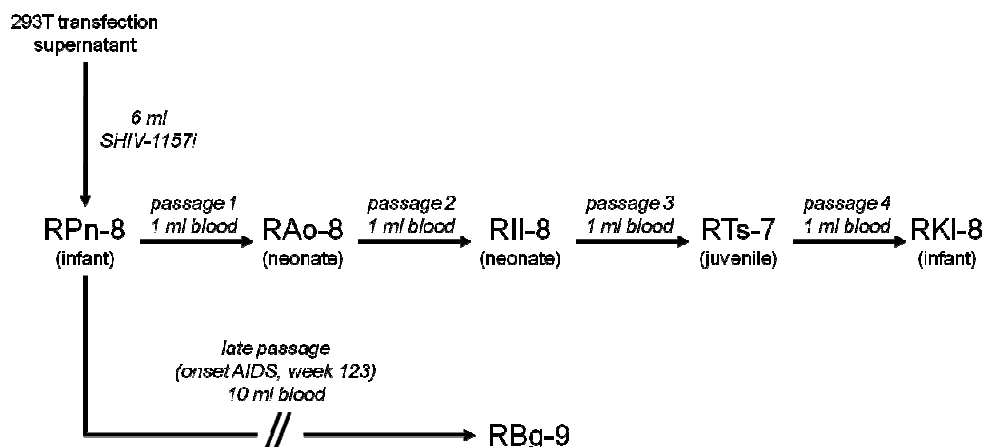 293T transfection
supernatant
6 ml
SHIV-1157i
passage 1
1 ml blood
passage 2
1 ml blood
passage 3
1 ml blood
passage 4
1 ml blood
RPn-8
(infant)
RAo-8
(neonate)
RIl-8
(neonate)
RTs-7
(juvenile)
RKl-8
(infant)
late passage
(onset AIDS, week 123)
10 ml blood
RBg-9